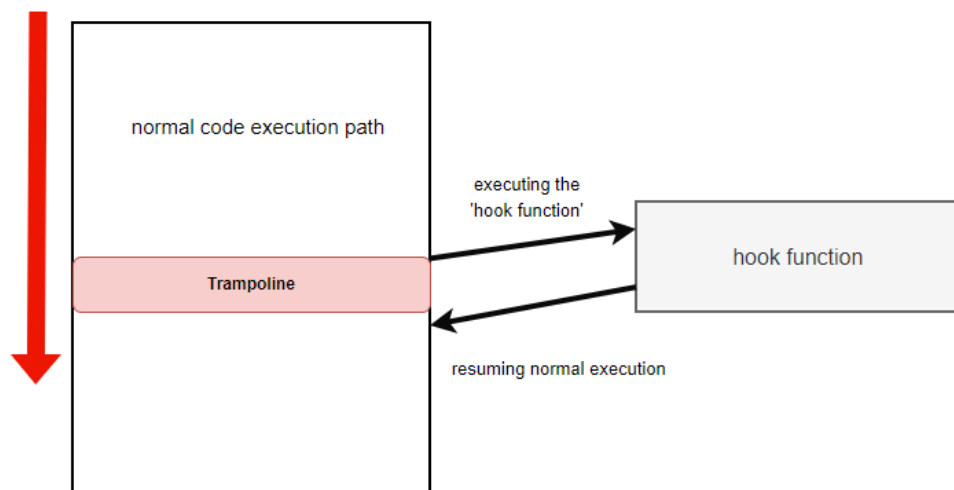 normal code execution path
executing the
'hook function'
hook function
Trampoline
resuming normal execution